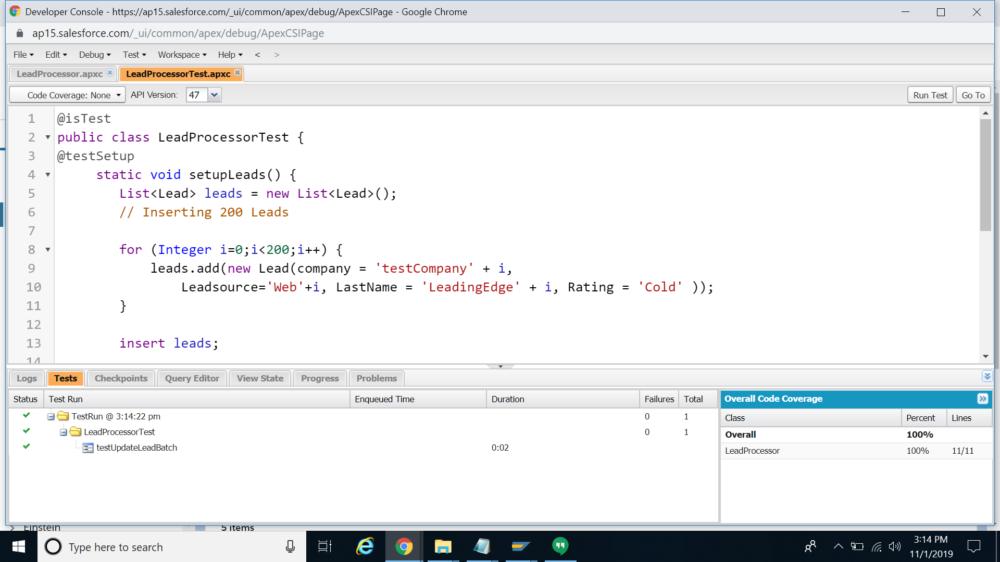 Developer Console - https://ap15.salesforce.com/_ui/common/apex/debug/ApexCSIPage - Google Chrome
ap15.salesforce.com/_ui/common/apex/debug/ApexCSIPage
File Edit Debug Test Workspace Help < >
LeadProcessor.apxc LeadProcessorTest.apxc
Code Coverage: None API Version: 47 Run Test Go To
1 @isTest
2 public class LeadProcessorTest {
3 @testSetup
4 static void setupLeads() {
5 List<Lead> leads = new List<Lead>();
6 // Inserting 200 Leads
7
8 for (Integer i=0;i<200;i++) {
9 leads.add(new Lead(company = 'testCompany' + i,
10 Leadsource='Web'+i, LastName = 'LeadingEdge' + i, Rating = 'Cold' ));
11 }
12
13 insert leads;
14
Logs Tests Checkpoints Query Editor View State Progress Problems
Status Test Run Enqueued Time Duration Failures Total
TestRun @ 3:14:22 pm 0 1
LeadProcessorTest 0 1
testUpdateLeadBatch 0:02
Overall Code Coverage
Class Percent Lines
Overall 100%
LeadProcessor 100% 11/11
Einstein 5 items
Type here to search
3:14 PM
11/1/2019